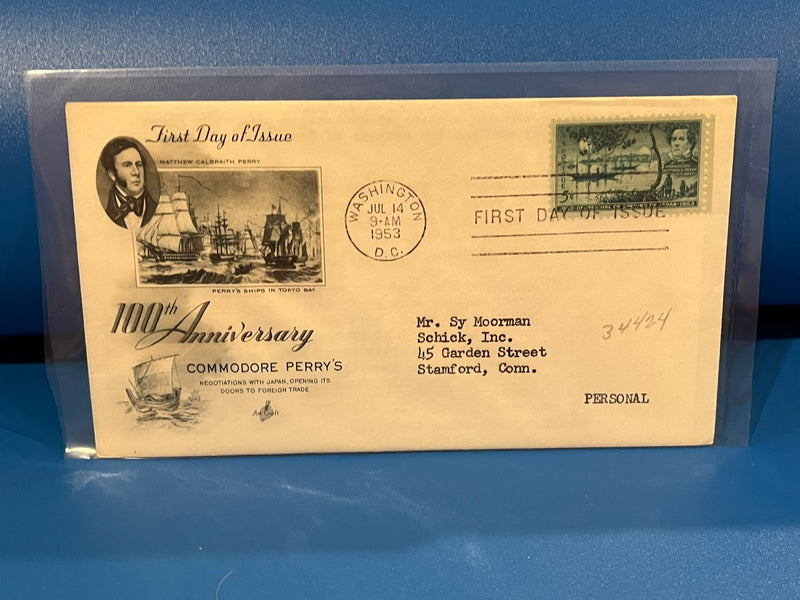 First Day of Issue
MATTHEW CALBRAITH PERRY
PERRY'S SHIPS IN TOKYO BAY
100th Anniversary
COMMODORE PERRY'S
NEGOTIATIONS WITH JAPAN, OPENING ITS
DOORS TO FOREIGN TRADE
ArtCraft
WASHINGTON
JUL 14
9-AM
1953
D.C.
FIRST DAY OF ISSUE
Mr. Sy Moorman
Schick, Inc.
45 Garden Street
Stamford, Conn.
34424
PERSONAL